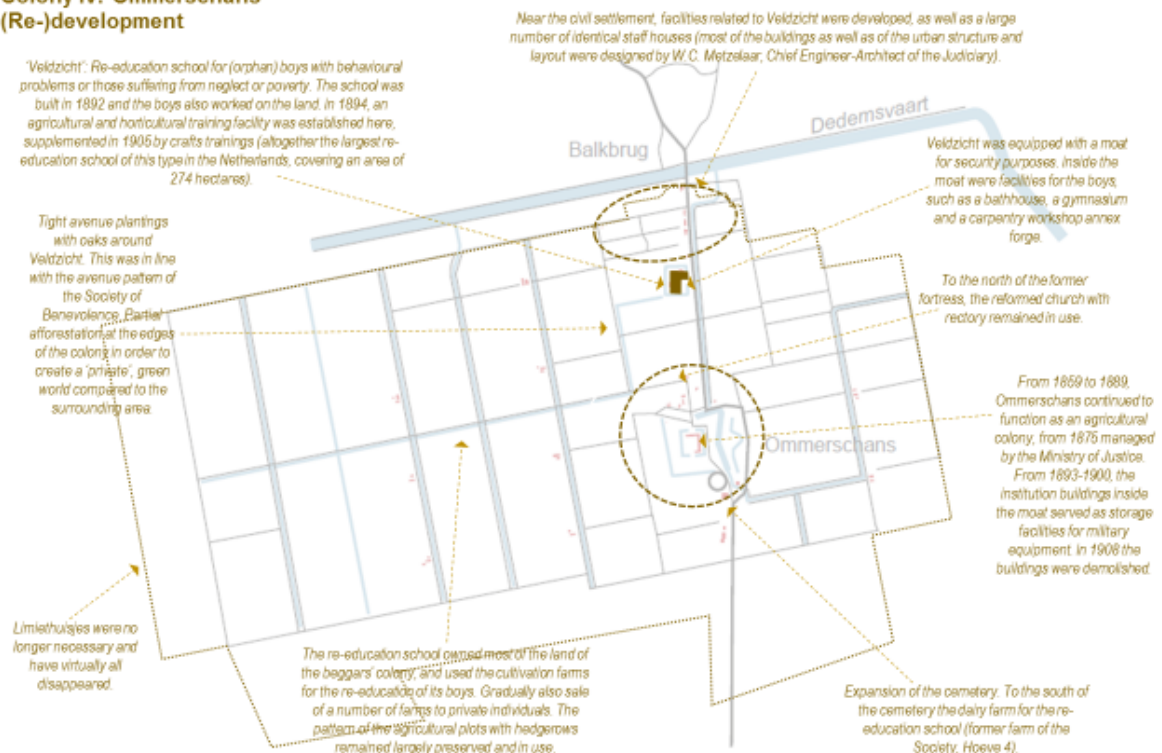 Colony IV: Ommerschans
(Re-)development
Near the civil settlement, facilities related to Veldzicht were developed, as well as a large
number of identical staff houses (most of the buildings as well as of the urban structure and
layout were designed by W.C. Metzelaar, Chief Engineer-Architect of the Judiciary).
'Veldzicht': Re-education school for (orphan) boys with behavioural
problems or those suffering from neglect or poverty. The school was
built in 1892 and the boys also worked on the land. In 1894, an
agricultural and horticultural training facility was established here,
supplemented in 1905 by crafts trainings (altogether the largest re-
education school of this type in the Netherlands, covering an area of
274 hectares).
Dedemsvaart
Balkbrug
Veldzicht was equipped with a moat
for security purposes. Inside the
moat were facilities for the boys,
such as a bathhouse, a gymnasium
and a carpentry workshop annex
forge.
Tight avenue plantings
with oaks around
Veldzicht. This was in line
with the avenue pattern of
the Society of
Benevolence. Partial
afforestation at the edges
of the colony in order to
create a 'private', green
world compared to the
surrounding area.
To the north of the former
fortress, the reformed church with
rectory remained in use.
From 1859 to 1889,
Ommerschans continued to
function as an agricultural
colony, from 1875 managed
by the Ministry of Justice.
From 1893-1900, the
institution buildings inside
the moat served as storage
facilities for military
equipment. In 1908 the
buildings were demolished.
Ommerschans
Limiethuisjes were no
longer necessary and
have virtually all
disappeared.
The re-education school owned most of the land of
the beggars' colony, and used the cultivation farms
for the re-education of its boys. Gradually also sale
of a number of farms to private individuals. The
pattern of the agricultural plots with hedgerows
remained largely preserved and in use.
Expansion of the cemetery. To the south of
the cemetery the dairy farm for the re-
education school (former farm of the
Society, Hoeve 4).